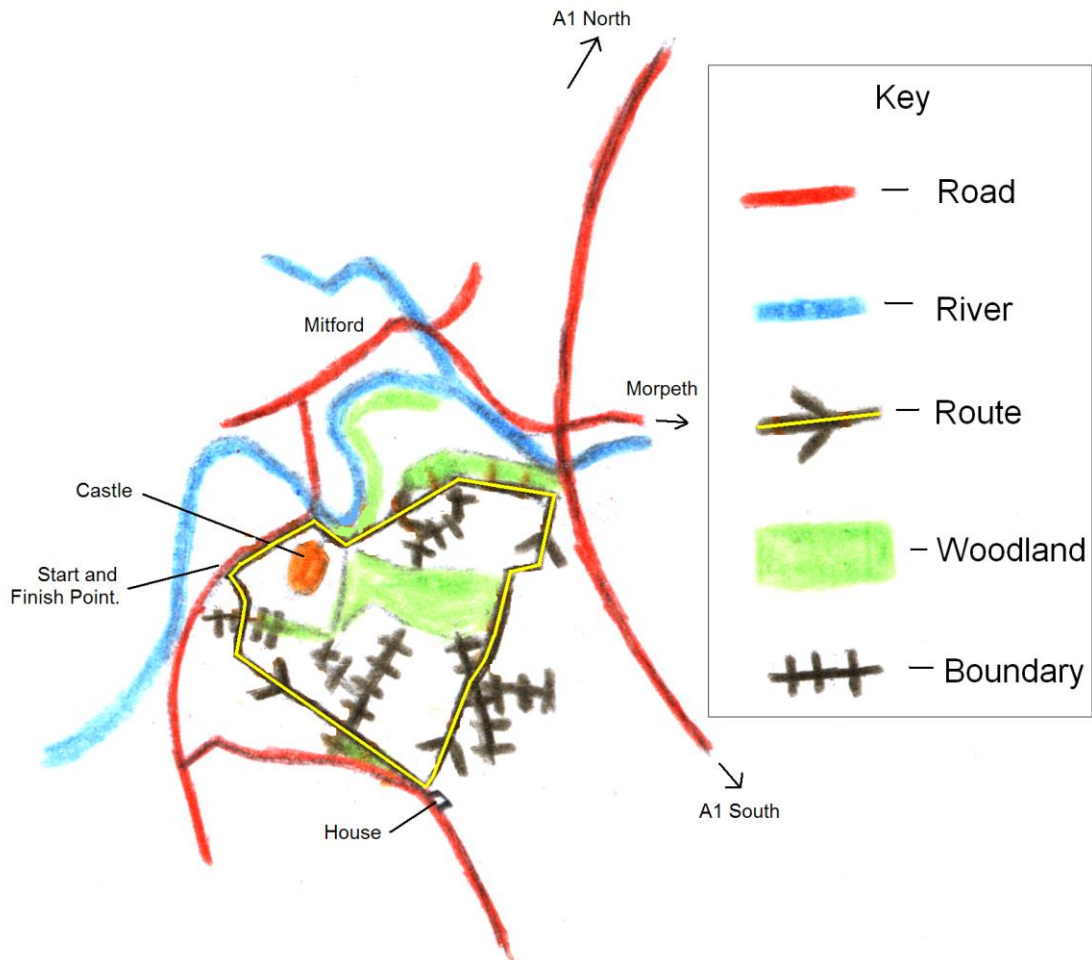 A1 North
Key
Road
River
Mitford
Morpeth
Route
Castle
Woodland
Start and
Finish Point.
Boundary
A1 South
House